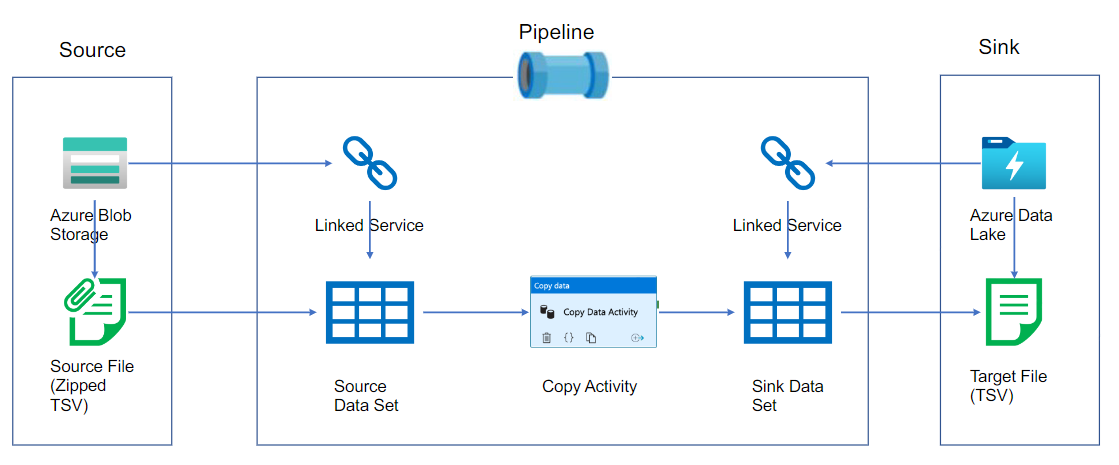 Source
Pipeline
Sink
Azure Blob
Storage
Linked Service
Linked Service
Azure Data
Lake
Copy data
Copy Data Activity
Source File
(Zipped
TSV)
Source
Data Set
Copy Activity
Sink Data
Set
Target File
(TSV)